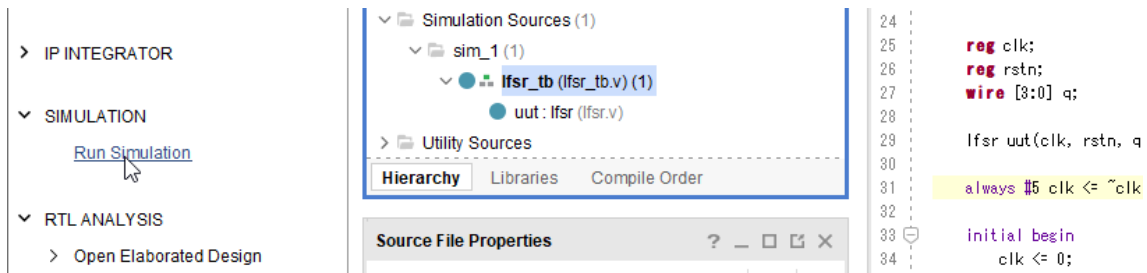 IP INTEGRATOR
SIMULATION
Run Simulation
RTL ANALYSIS
Open Elaborated Design
Simulation Sources (1)
sim_1 (1)
lfsr_tb (lfsr_tb.v) (1)
uut : lfsr (lfsr.v)
Utility Sources
Hierarchy Libraries Compile Order
Source File Properties ? _
24
25 reg clk;
26 reg rstn;
27 wire [3:0] q;
28
29 lfsr uut(clk, rstn, q
30
31 always #5 clk <= ~clk
32
33 initial begin
34 clk <= 0;